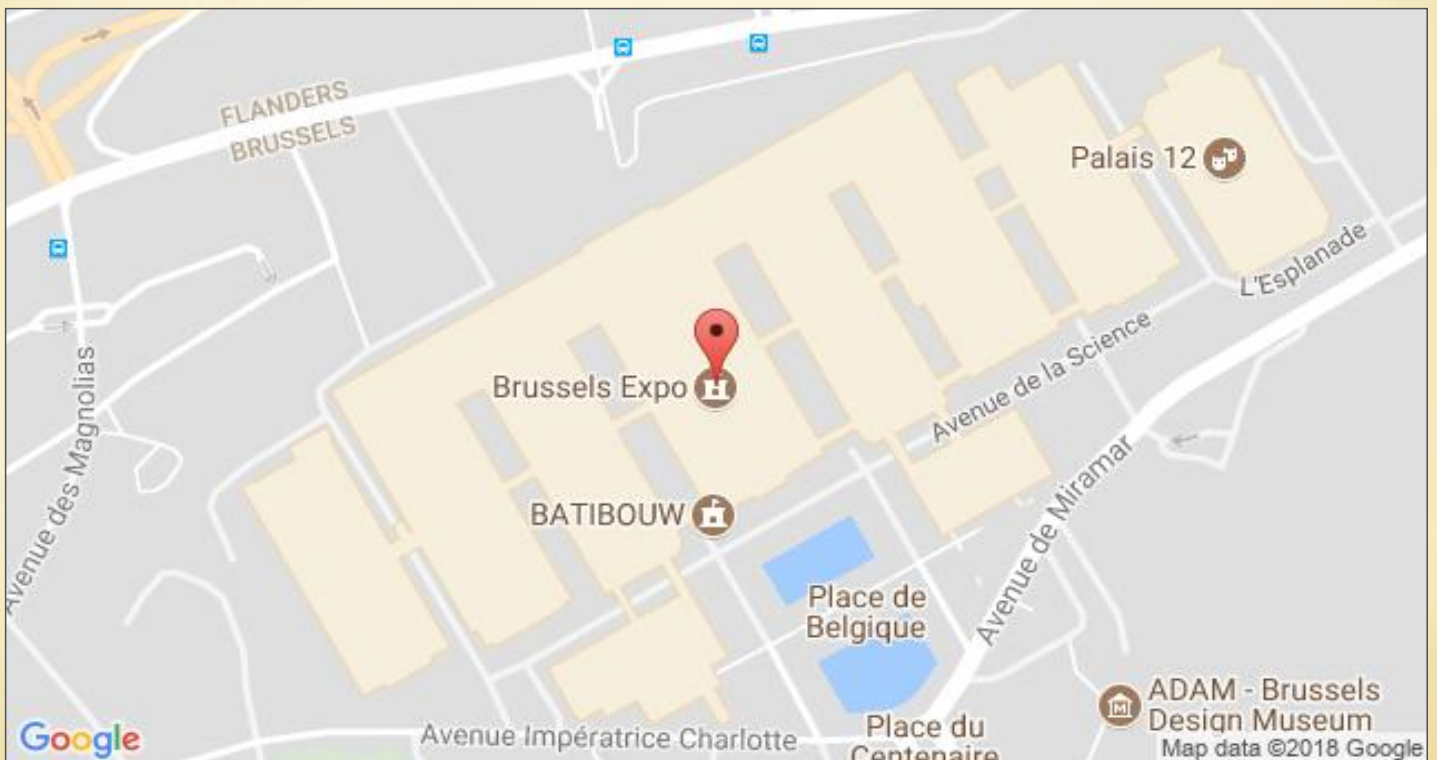 FLANDERS
BRUSSELS
Palais 12
L'Esplanade
Avenue de la Science
Avenue des Magnolias
Brussels Expo
BATIBOUW
Avenue de Miramar
Place de
Belgique
ADAM - Brussels
Design Museum
Place du
Centenaire
Avenue Impératrice Charlotte
Google
Map data ©2018 Google